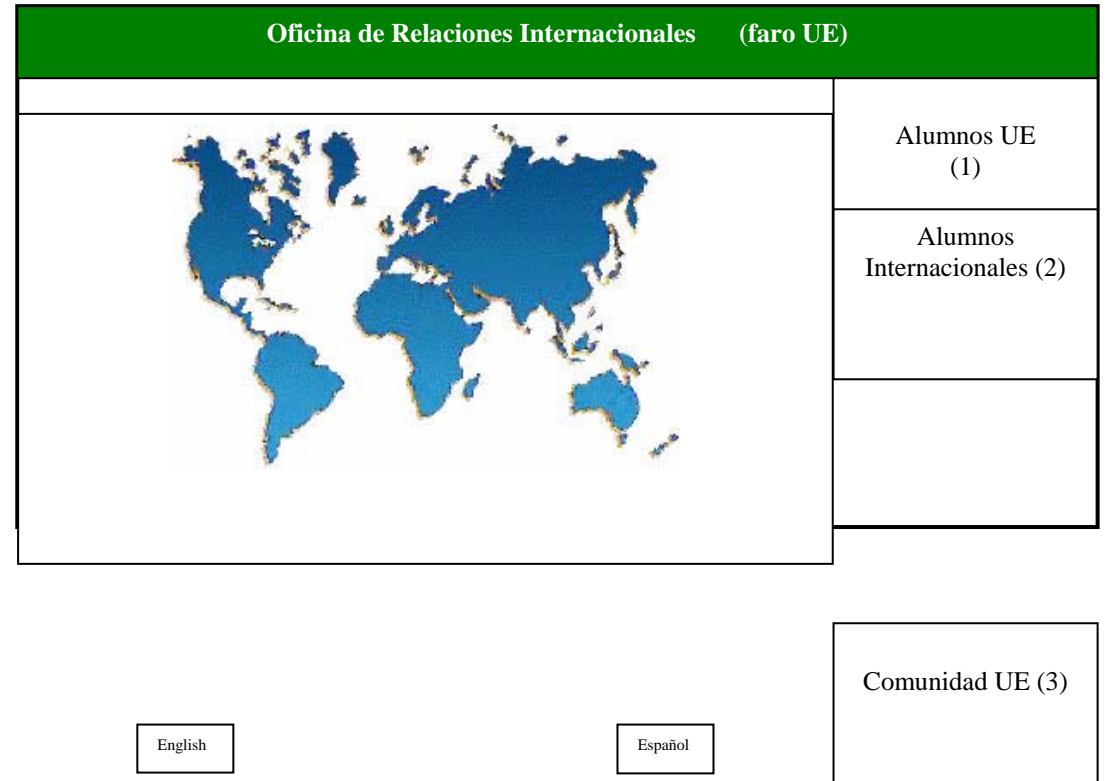 Oficina de Relaciones Internacionales (faro UE)
Alumnos UE
(1)
Alumnos
Internacionales (2)
Comunidad UE (3)
English
Español